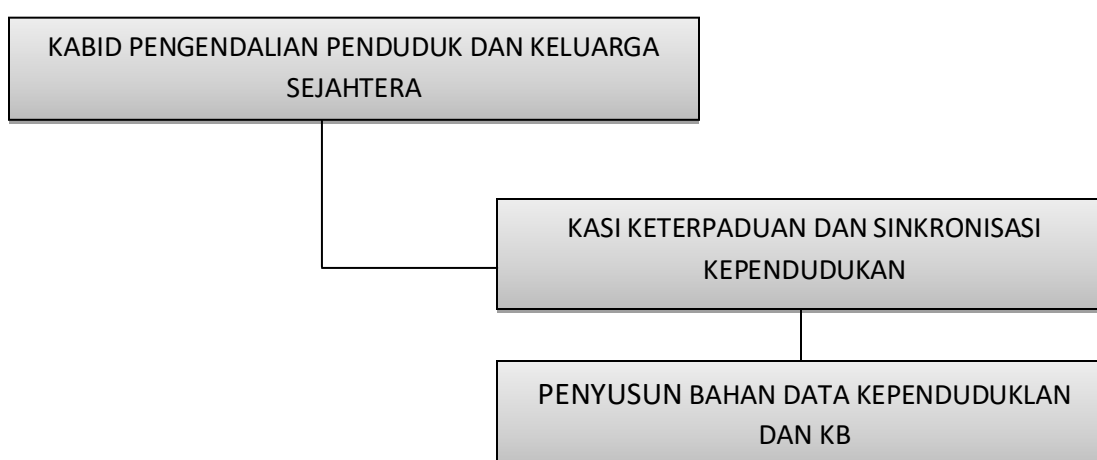 KABID PENGENDALIAN PENDUDUK DAN KELUARGA
SEJAHTERA
KASI KETERPADUAN DAN SINKRONISASI
KEPENDUDUKAN
PENYUSUN BAHAN DATA KEPENDUDUKLAN
DAN KB